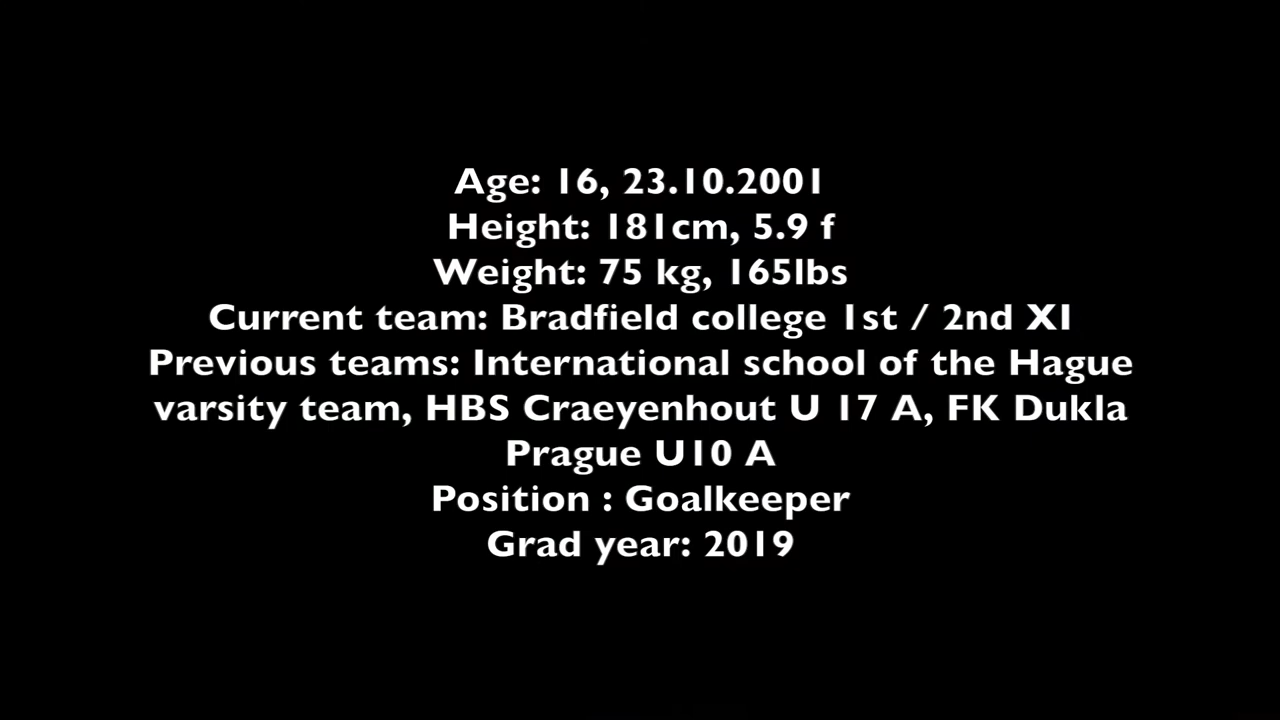 Age: 16, 23.10.2001
Height: 181cm, 5.9 f
Weight: 75 kg, 165lbs
Current team: Bradfield college 1st / 2nd XI
Previous teams: International school of the Hague
varsity team, HBS Craeyenhout U 17 A, FK Dukla
Prague U10 A
Position : Goalkeeper
Grad year: 2019